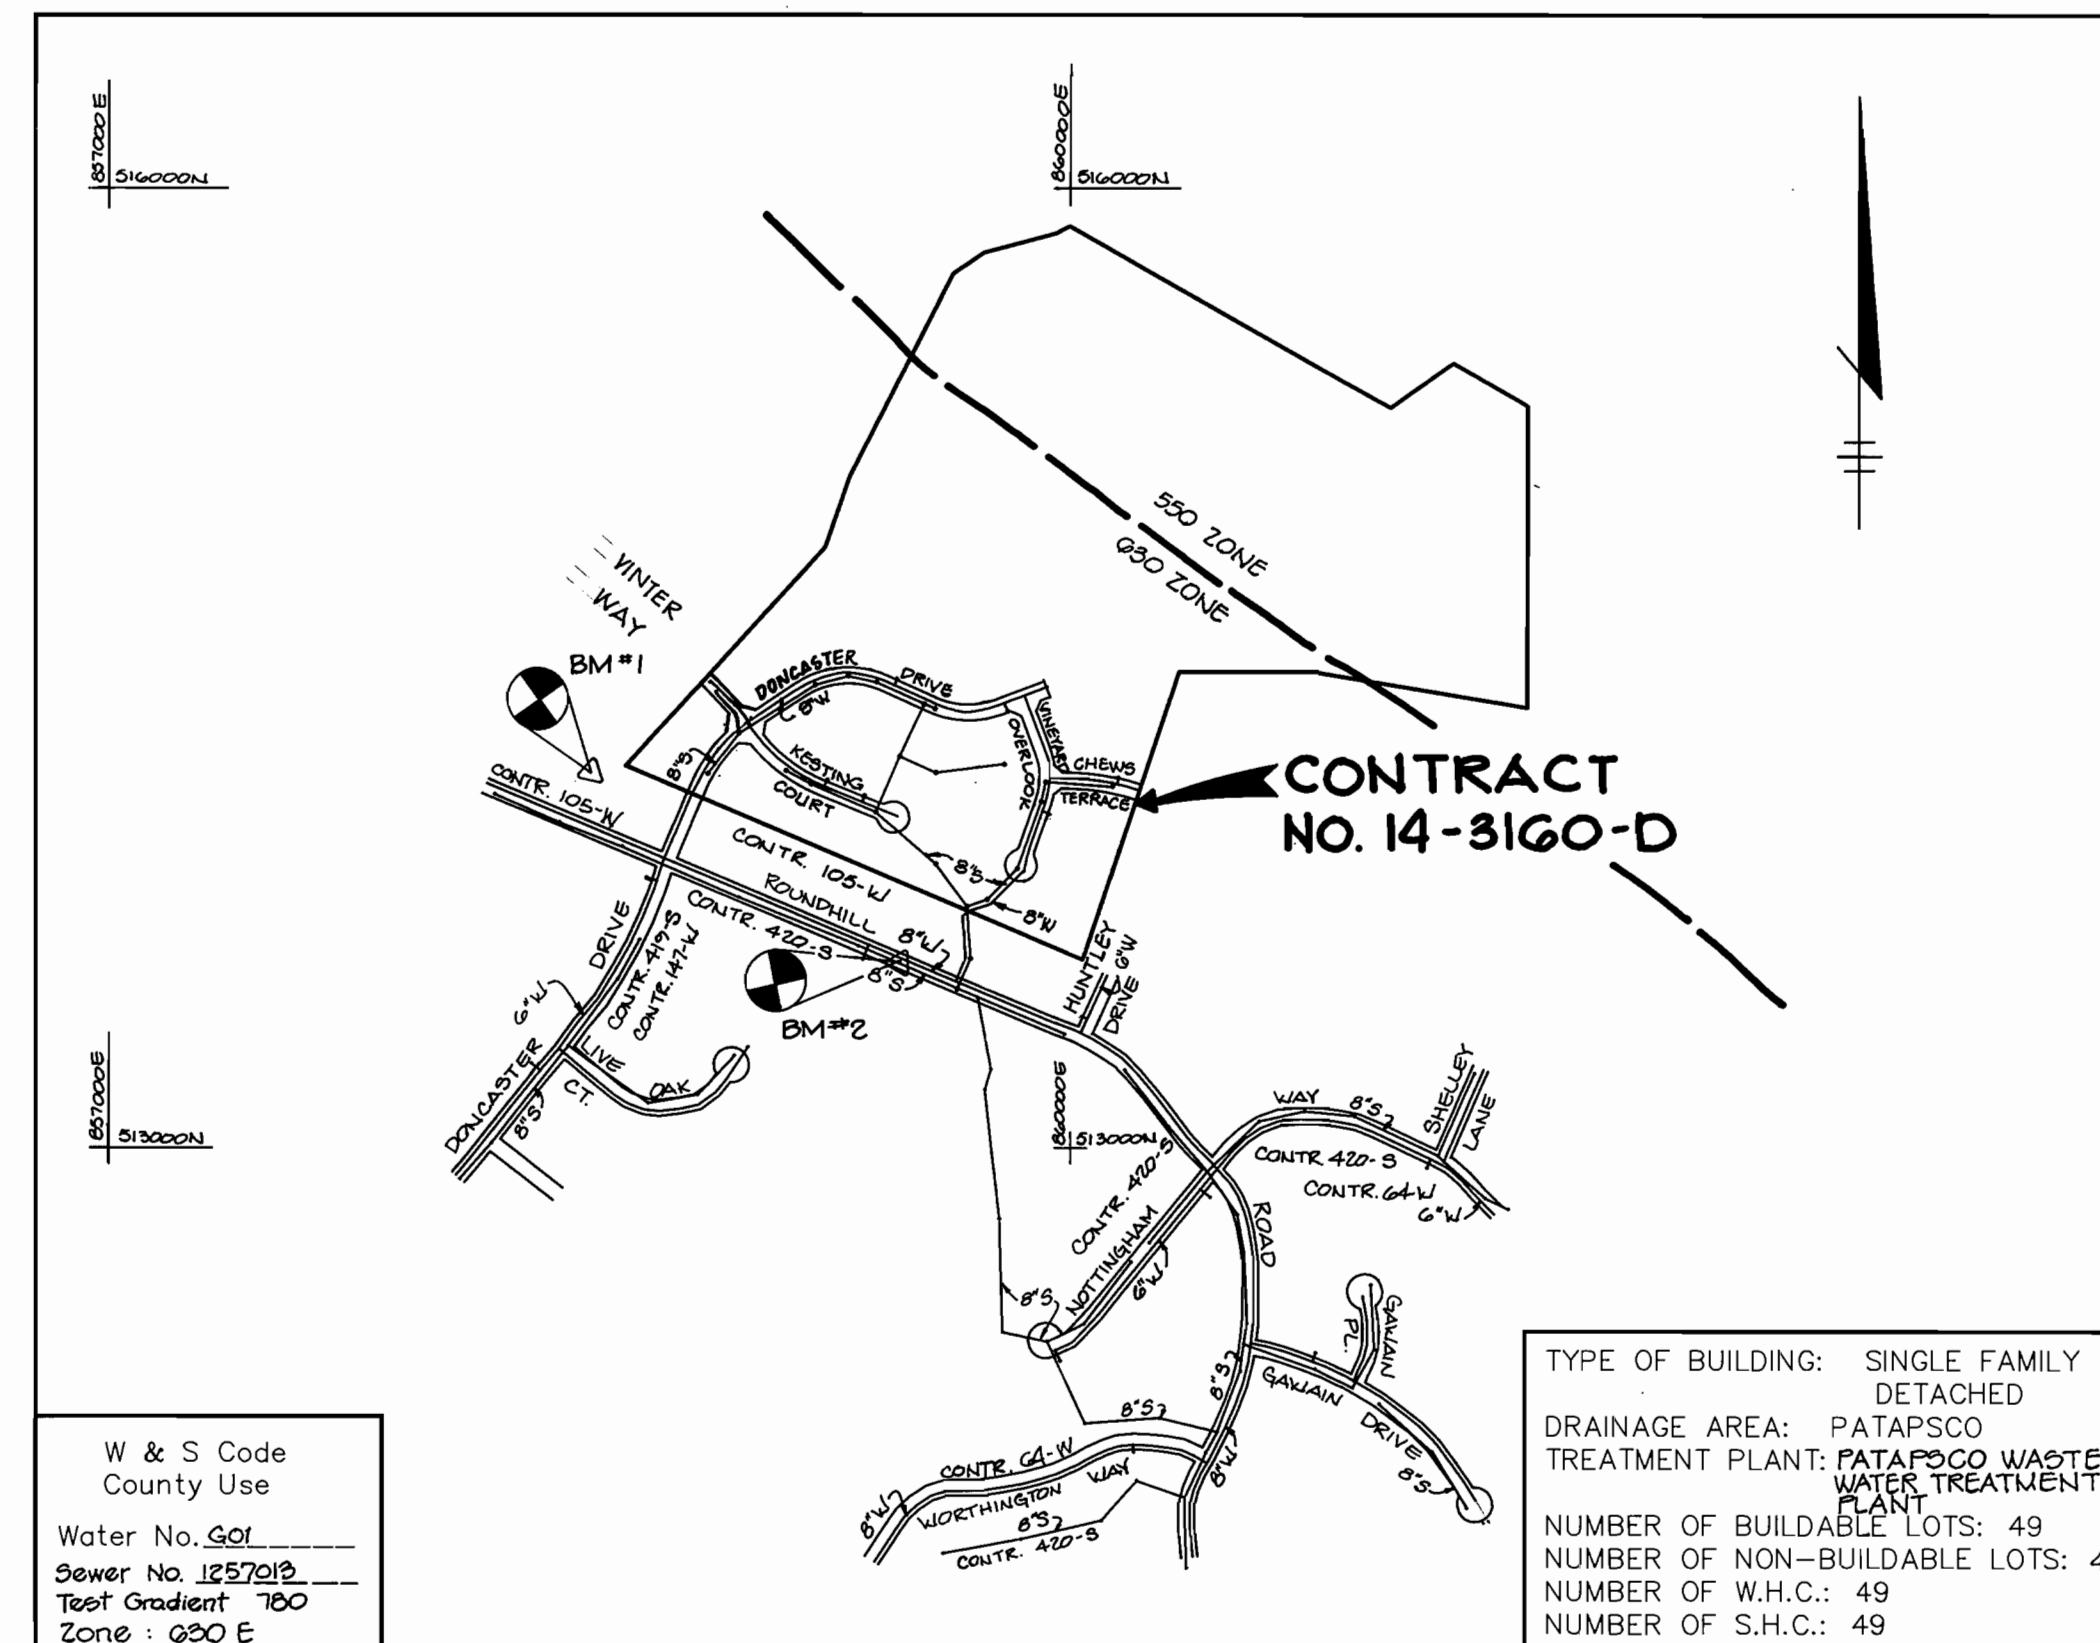 857000E
516000N
860000E
516000N
550 ZONE
630 ZONE
VINTER
WAY
BM #1
DONCASTER DRIVE
8"W
8"S
KESTING
COURT
VINEYARD
OVERLOOK
CHEWS
TERRACE
CONTRACT
NO. 14-3160-D
CONTR. 105-W
CONTR. 105-W
ROUNDHILL
CONTR. 420-S
8"S
8"W
8"W
8"S
BM #2
HUNTLEY
DRIVE
6"W
DRIVE
CONTR. 419-S
CONTR. 147-W
6"W
DONCASTER
8"S
LIVE
OAK
CT.
857000E
513000N
860000E
513000N
WAY
8"S
SHELLEY
LANE
CONTR. 420-S
CONTR. 64-W
6"W
CONTR. 420-S
NOTTINGHAM
6"W
ROAD
8"S
GAWAIN
PL.
GAWAIN
DRIVE
8"S
8"S
8"S
8"W
CONTR. 64-W
WORTHINGTON
WAY
8"W
8"S
CONTR. 420-S
W & S Code
County Use
Water No. G01
Sewer No. 1257013
Test Gradient 780
Zone : 630 E
TYPE OF BUILDING: SINGLE FAMILY
DETACHED
DRAINAGE AREA: PATAPSCO
TREATMENT PLANT: PATAPSCO WASTE
WATER TREATMENT
PLANT
NUMBER OF BUILDABLE LOTS: 49
NUMBER OF NON-BUILDABLE LOTS:
NUMBER OF W.H.C.: 49
NUMBER OF S.H.C.: 49